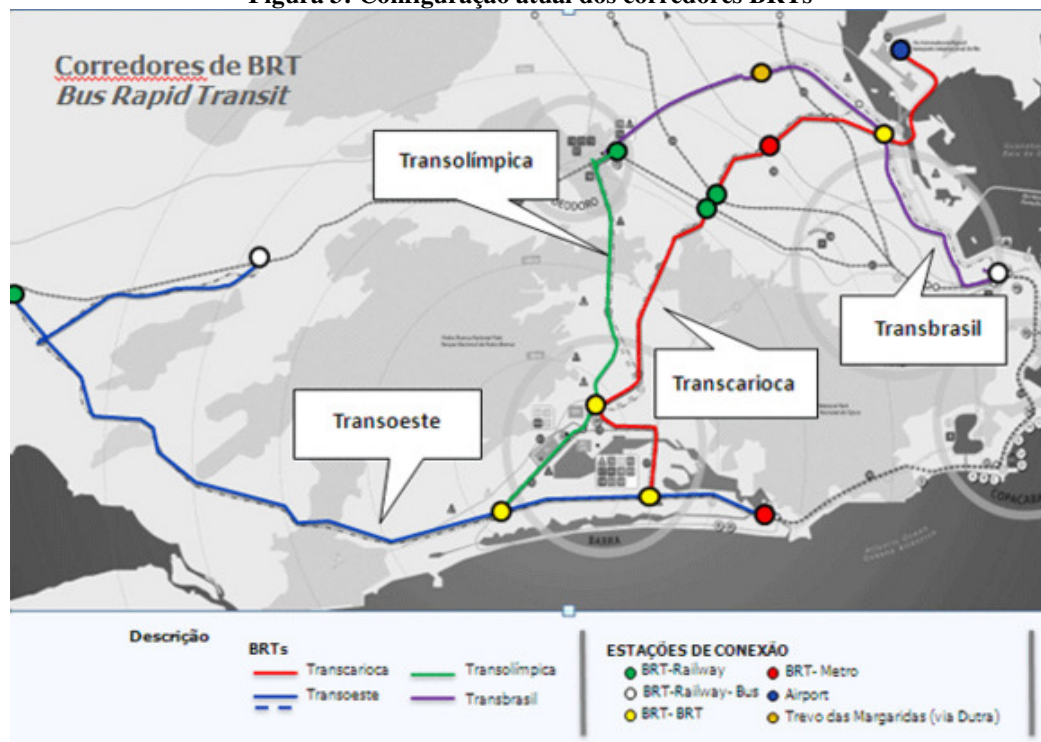 Figura 3: Configuração atual dos corredores BRTs
Corredores de BRT
Bus Rapid Transit
Transolímpica
DEODORO
Transbrasil
Transcarioca
Transoeste
BARRA
COPACABA
Descrição
BRTs
Transcarioca
Transolímpica
Transoeste
Transbrasil
ESTAÇÕES DE CONEXÃO
BRT-Railway
BRT- Metro
BRT-Railway- Bus
Airport
BRT- BRT
Trevo das Margaridas (via Dutra)